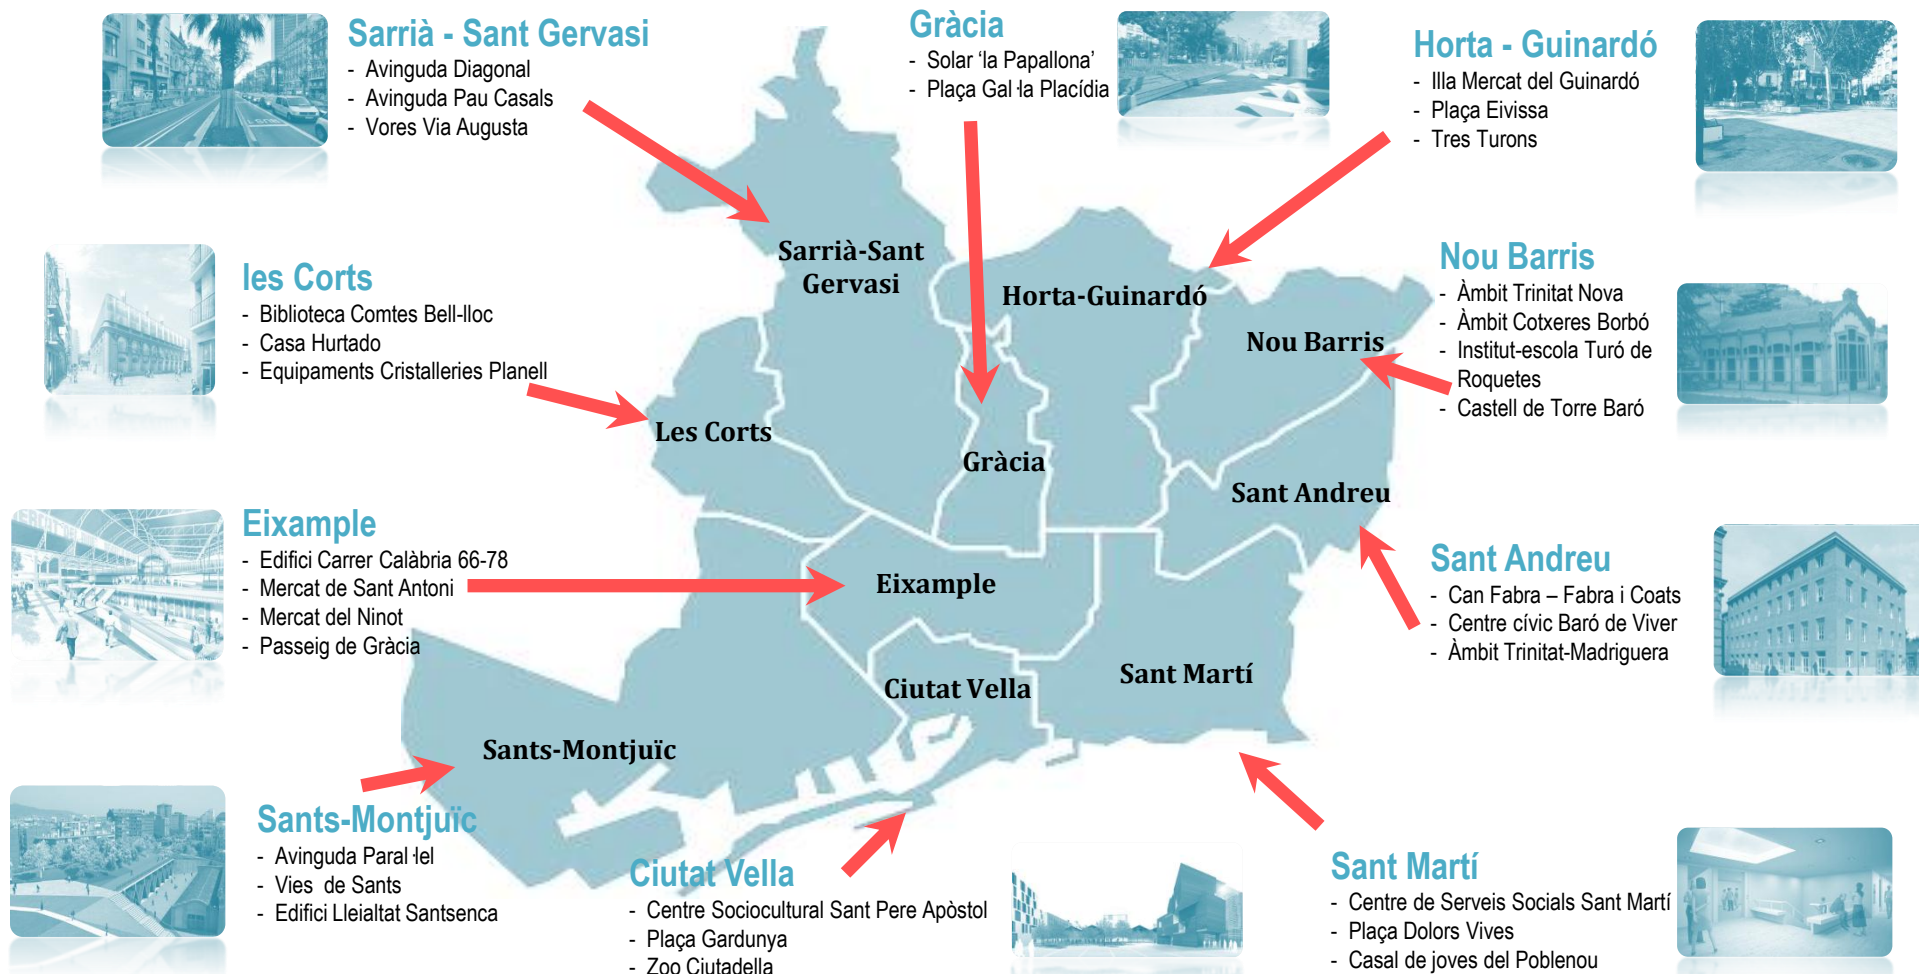 Sarrià - Sant Gervasi
- Avinguda Diagonal
- Avinguda Pau Casals
- Vores Via Augusta
Gràcia
- Solar ‘la Papallona’
- Plaça Gal·la Placídia
Horta - Guinardó
- Illa Mercat del Guinardó
- Plaça Eivissa
- Tres Turons
les Corts
- Biblioteca Comtes Bell-lloc
- Casa Hurtado
- Equipaments Cristalleries Planell
Nou Barris
- Àmbit Trinitat Nova
- Àmbit Cotxeres Borbó
- Institut-escola Turó de
Roquetes
- Castell de Torre Baró
Sarrià-Sant
Gervasi
Horta-Guinardó
Nou Barris
Les Corts
Gràcia
Sant Andreu
Eixample
Ciutat Vella
Sant Martí
Sants-Montjuïc
Eixample
- Edifici Carrer Calàbria 66-78
- Mercat de Sant Antoni
- Mercat del Ninot
- Passeig de Gràcia
Sant Andreu
- Can Fabra – Fabra i Coats
- Centre cívic Baró de Viver
- Àmbit Trinitat-Madriguera
Sants-Montjuïc
- Avinguda Paral·lel
- Vies de Sants
- Edifici Lleialtat Santsenca
Ciutat Vella
- Centre Sociocultural Sant Pere Apòstol
- Plaça Gardunya
- Zoo Ciutadella
Sant Martí
- Centre de Serveis Socials Sant Martí
- Plaça Dolors Vives
- Casal de joves del Poblenou